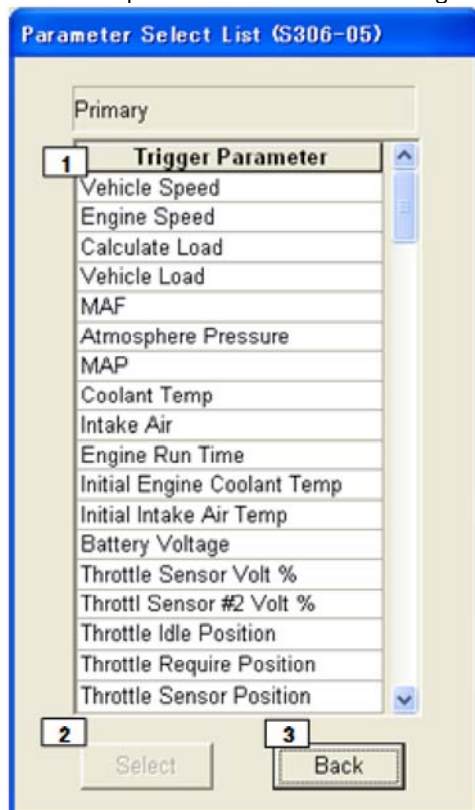 Parameter Select List (S306-05)
Primary
1
Trigger Parameter
Vehicle Speed
Engine Speed
Calculate Load
Vehicle Load
MAF
Atmosphere Pressure
MAP
Coolant Temp
Intake Air
Engine Run Time
Initial Engine Coolant Temp
Initial Intake Air Temp
Battery Voltage
Throttle Sensor Volt %
Throttl Sensor #2 Volt %
Throttle Idle Position
Throttle Require Position
Throttle Sensor Position
2 3
Select Back